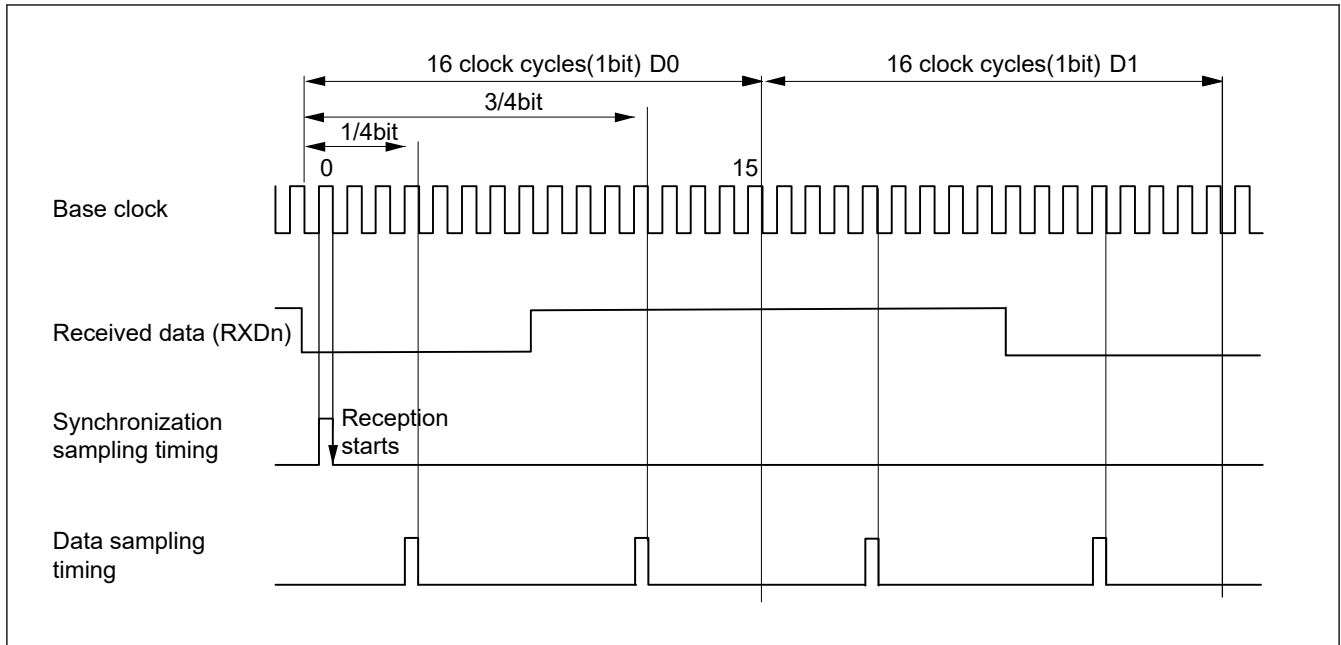 16 clock cycles(1bit) D0
16 clock cycles(1bit) D1
3/4bit
1/4bit
0
15
Base clock
Received data (RXDn)
Synchronization
sampling timing
Reception
starts
Data sampling
timing